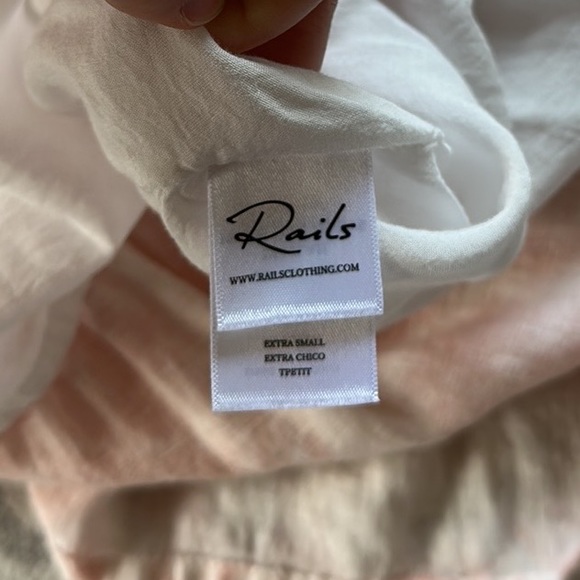 Rails
WWW.RAILSCLOTHING.COM
EXTRA SMALL
EXTRA CHICO
TPETIT